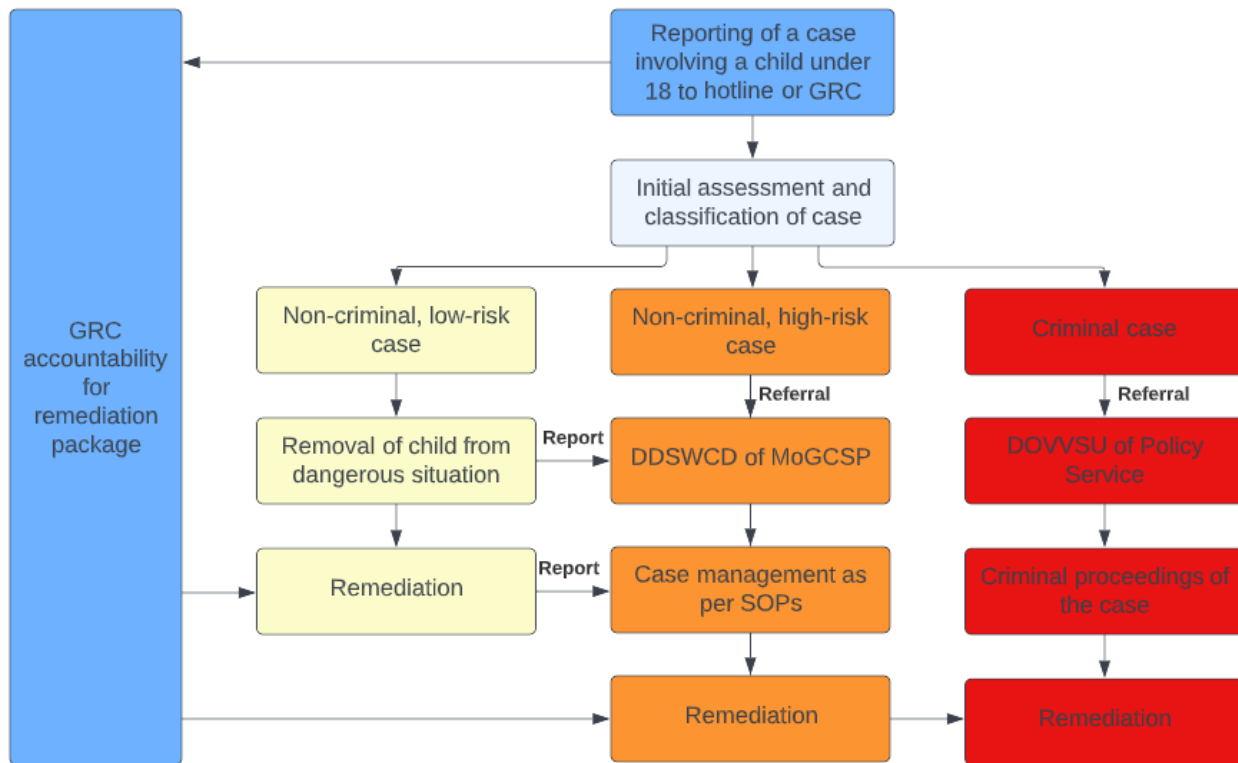 Reporting of a case
involving a child under
18 to hotline or GRC
Initial assessment and
classification of case
GRC
accountability
for
remediation
package
Non-criminal, low-risk
case
Non-criminal, high-risk
case
Criminal case
Referral
Referral
Removal of child from
dangerous situation
Report
DDSWCD of MoGCSP
DOVVSU of Policy
Service
Remediation
Report
Case management as
per SOPs
Criminal proceedings of
the case
Remediation
Remediation